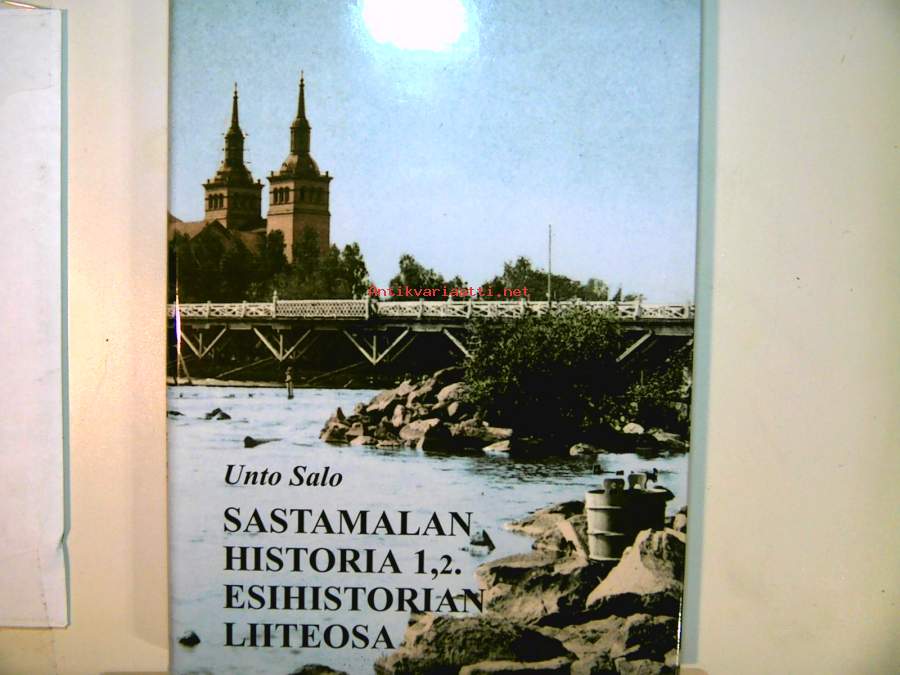 Antikvariaatti.net
Unto Salo
SASTAMALAN
HISTORIA 1,2.
ESIHISTORIAN
LIITEOSA